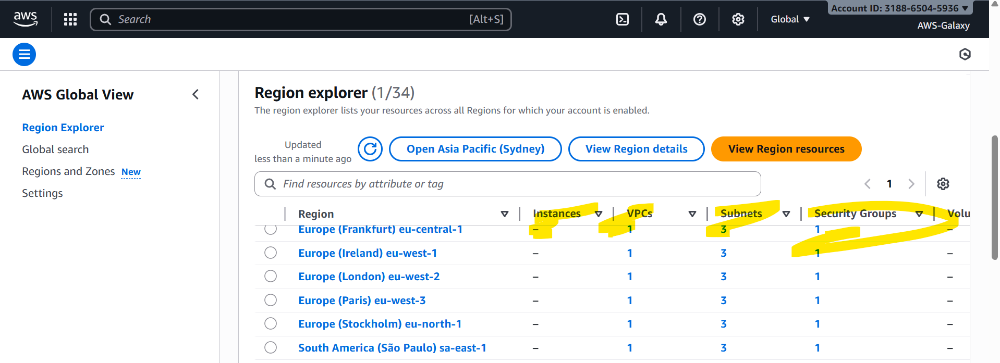 aws
Search [Alt+S]
Global
Account ID: 3188-6504-5936
AWS-Galaxy
AWS Global View
Region Explorer
Global search
Regions and Zones New
Settings
Region explorer (1/34)
The region explorer lists your resources across all Regions for which your account is enabled.
Updated
less than a minute ago
Open Asia Pacific (Sydney)
View Region details
View Region resources
Find resources by attribute or tag
1
Region Instances VPCs Subnets Security Groups Volu
Europe (Frankfurt) eu-central-1 – 1 3 1 –
Europe (Ireland) eu-west-1 – 1 3 1 –
Europe (London) eu-west-2 – 1 3 1 –
Europe (Paris) eu-west-3 – 1 3 1 –
Europe (Stockholm) eu-north-1 – 1 3 1 –
South America (São Paulo) sa-east-1 – 1 3 1 –